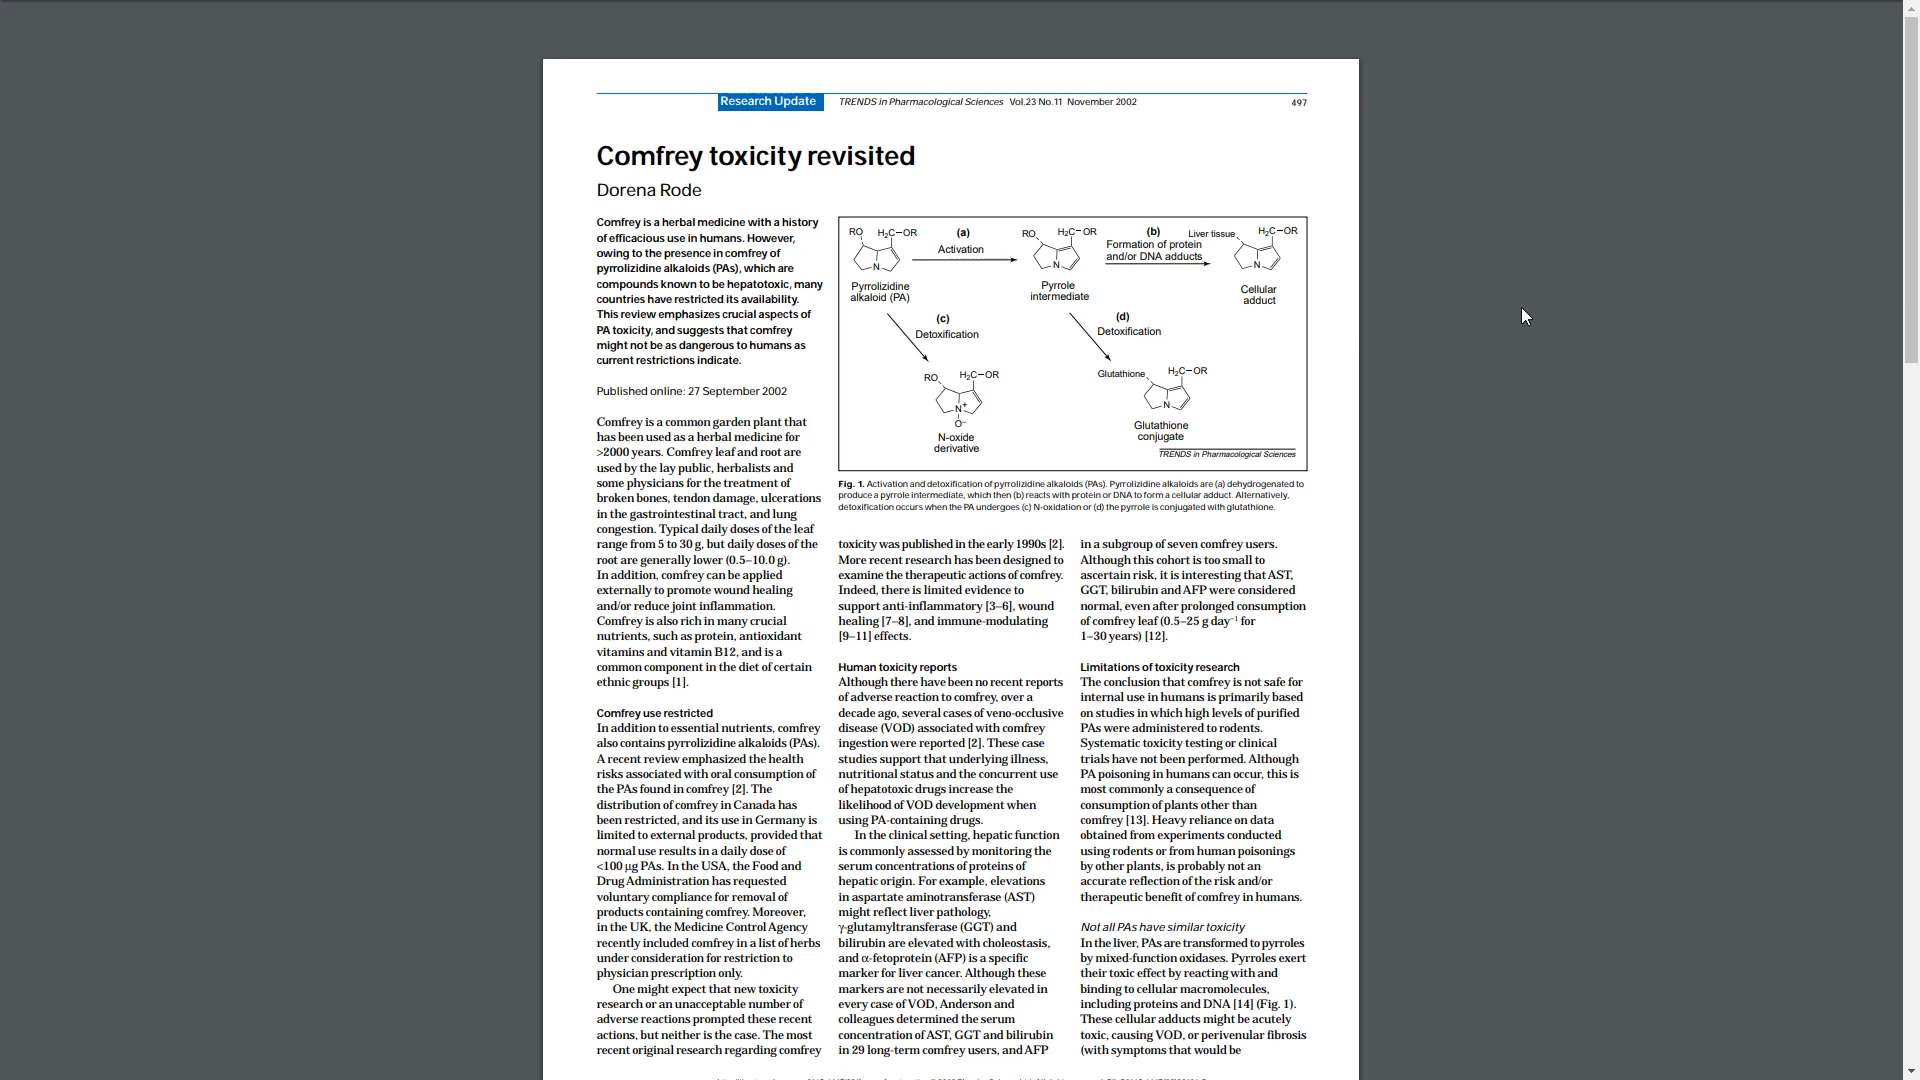 Research Update TRENDS in Pharmacological Sciences Vol.23 No.11 November 2002 497
Comfrey toxicity revisited
Dorena Rode
Comfrey is a herbal medicine with a history
of efficacious use in humans. However,
owing to the presence in comfrey of
pyrrolizidine alkaloids (PAs), which are
compounds known to be hepatotoxic, many
countries have restricted its availability.
This review emphasizes crucial aspects of
PA toxicity, and suggests that comfrey
might not be as dangerous to humans as
current restrictions indicate.
Published online: 27 September 2002
Comfrey is a common garden plant that
has been used as a herbal medicine for
>2000 years. Comfrey leaf and root are
used by the lay public, herbalists and
some physicians for the treatment of
broken bones, tendon damage, ulcerations
in the gastrointestinal tract, and lung
congestion. Typical daily doses of the leaf
range from 5 to 30 g, but daily doses of the
root are generally lower (0.5–10.0 g).
In addition, comfrey can be applied
externally to promote wound healing
and/or reduce joint inflammation.
Comfrey is also rich in many crucial
nutrients, such as protein, antioxidant
vitamins and vitamin B12, and is a
common component in the diet of certain
ethnic groups [1].
Comfrey use restricted
In addition to essential nutrients, comfrey
also contains pyrrolizidine alkaloids (PAs).
A recent review emphasized the health
risks associated with oral consumption of
the PAs found in comfrey [2]. The
distribution of comfrey in Canada has
been restricted, and its use in Germany is
limited to external products, provided that
normal use results in a daily dose of
<100 μg PAs. In the USA, the Food and
Drug Administration has requested
voluntary compliance for removal of
products containing comfrey. Moreover,
in the UK, the Medicine Control Agency
recently included comfrey in a list of herbs
under consideration for restriction to
physician prescription only.
One might expect that new toxicity
research or an unacceptable number of
adverse reactions prompted these recent
actions, but neither is the case. The most
recent original research regarding comfrey
RO H2C–OR (a) RO H2C–OR (b) Liver tissue H2C–OR
Activation Formation of protein
and/or DNA adducts
N N N
Pyrrolizidine Pyrrole Cellular
alkaloid (PA) intermediate adduct
(c) (d)
Detoxification Detoxification
RO H2C–OR Glutathione H2C–OR
N+ N
O–
N-oxide Glutathione
derivative conjugate
TRENDS in Pharmacological Sciences
Fig. 1. Activation and detoxification of pyrrolizidine alkaloids (PAs). Pyrrolizidine alkaloids are (a) dehydrogenated to
produce a pyrrole intermediate, which then (b) reacts with protein or DNA to form a cellular adduct. Alternatively,
detoxification occurs when the PA undergoes (c) N-oxidation or (d) the pyrrole is conjugated with glutathione.
toxicity was published in the early 1990s [2].
More recent research has been designed to
examine the therapeutic actions of comfrey.
Indeed, there is limited evidence to
support anti-inflammatory [3–6], wound
healing [7–8], and immune-modulating
[9–11] effects.
Human toxicity reports
Although there have been no recent reports
of adverse reaction to comfrey, over a
decade ago, several cases of veno-occlusive
disease (VOD) associated with comfrey
ingestion were reported [2]. These case
studies support that underlying illness,
nutritional status and the concurrent use
of hepatotoxic drugs increase the
likelihood of VOD development when
using PA-containing drugs.
In the clinical setting, hepatic function
is commonly assessed by monitoring the
serum concentrations of proteins of
hepatic origin. For example, elevations
in aspartate aminotransferase (AST)
might reflect liver pathology,
γ-glutamyltransferase (GGT) and
bilirubin are elevated with choleostasis,
and α-fetoprotein (AFP) is a specific
marker for liver cancer. Although these
markers are not necessarily elevated in
every case of VOD, Anderson and
colleagues determined the serum
concentration of AST, GGT and bilirubin
in 29 long-term comfrey users, and AFP
in a subgroup of seven comfrey users.
Although this cohort is too small to
ascertain risk, it is interesting that AST,
GGT, bilirubin and AFP were considered
normal, even after prolonged consumption
of comfrey leaf (0.5–25 g day⁻¹ for
1–30 years) [12].
Limitations of toxicity research
The conclusion that comfrey is not safe for
internal use in humans is primarily based
on studies in which high levels of purified
PAs were administered to rodents.
Systematic toxicity testing or clinical
trials have not been performed. Although
PA poisoning in humans can occur, this is
most commonly a consequence of
consumption of plants other than
comfrey [13]. Heavy reliance on data
obtained from experiments conducted
using rodents or from human poisonings
by other plants, is probably not an
accurate reflection of the risk and/or
therapeutic benefit of comfrey in humans.
Not all PAs have similar toxicity
In the liver, PAs are transformed to pyrroles
by mixed-function oxidases. Pyrroles exert
their toxic effect by reacting with and
binding to cellular macromolecules,
including proteins and DNA [14] (Fig. 1).
These cellular adducts might be acutely
toxic, causing VOD, or perivenular fibrosis
(with symptoms that would be